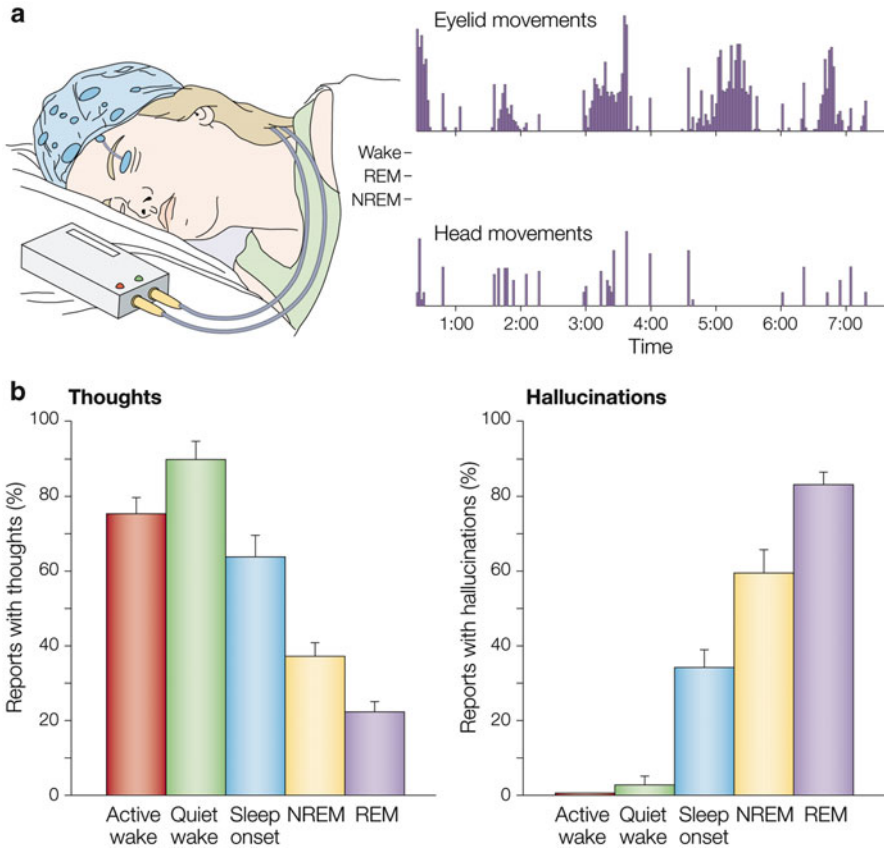 a
Eyelid movements
Wake
REM
NREM
Head movements
1:00 2:00 3:00 4:00 5:00 6:00 7:00
Time
b
Thoughts
Reports with thoughts (%)
100
80
60
40
20
0
Active wake
Quiet wake
Sleep onset
NREM
REM
Hallucinations
Reports with hallucinations (%)
100
80
60
40
20
0
Active wake
Quiet wake
Sleep onset
NREM
REM